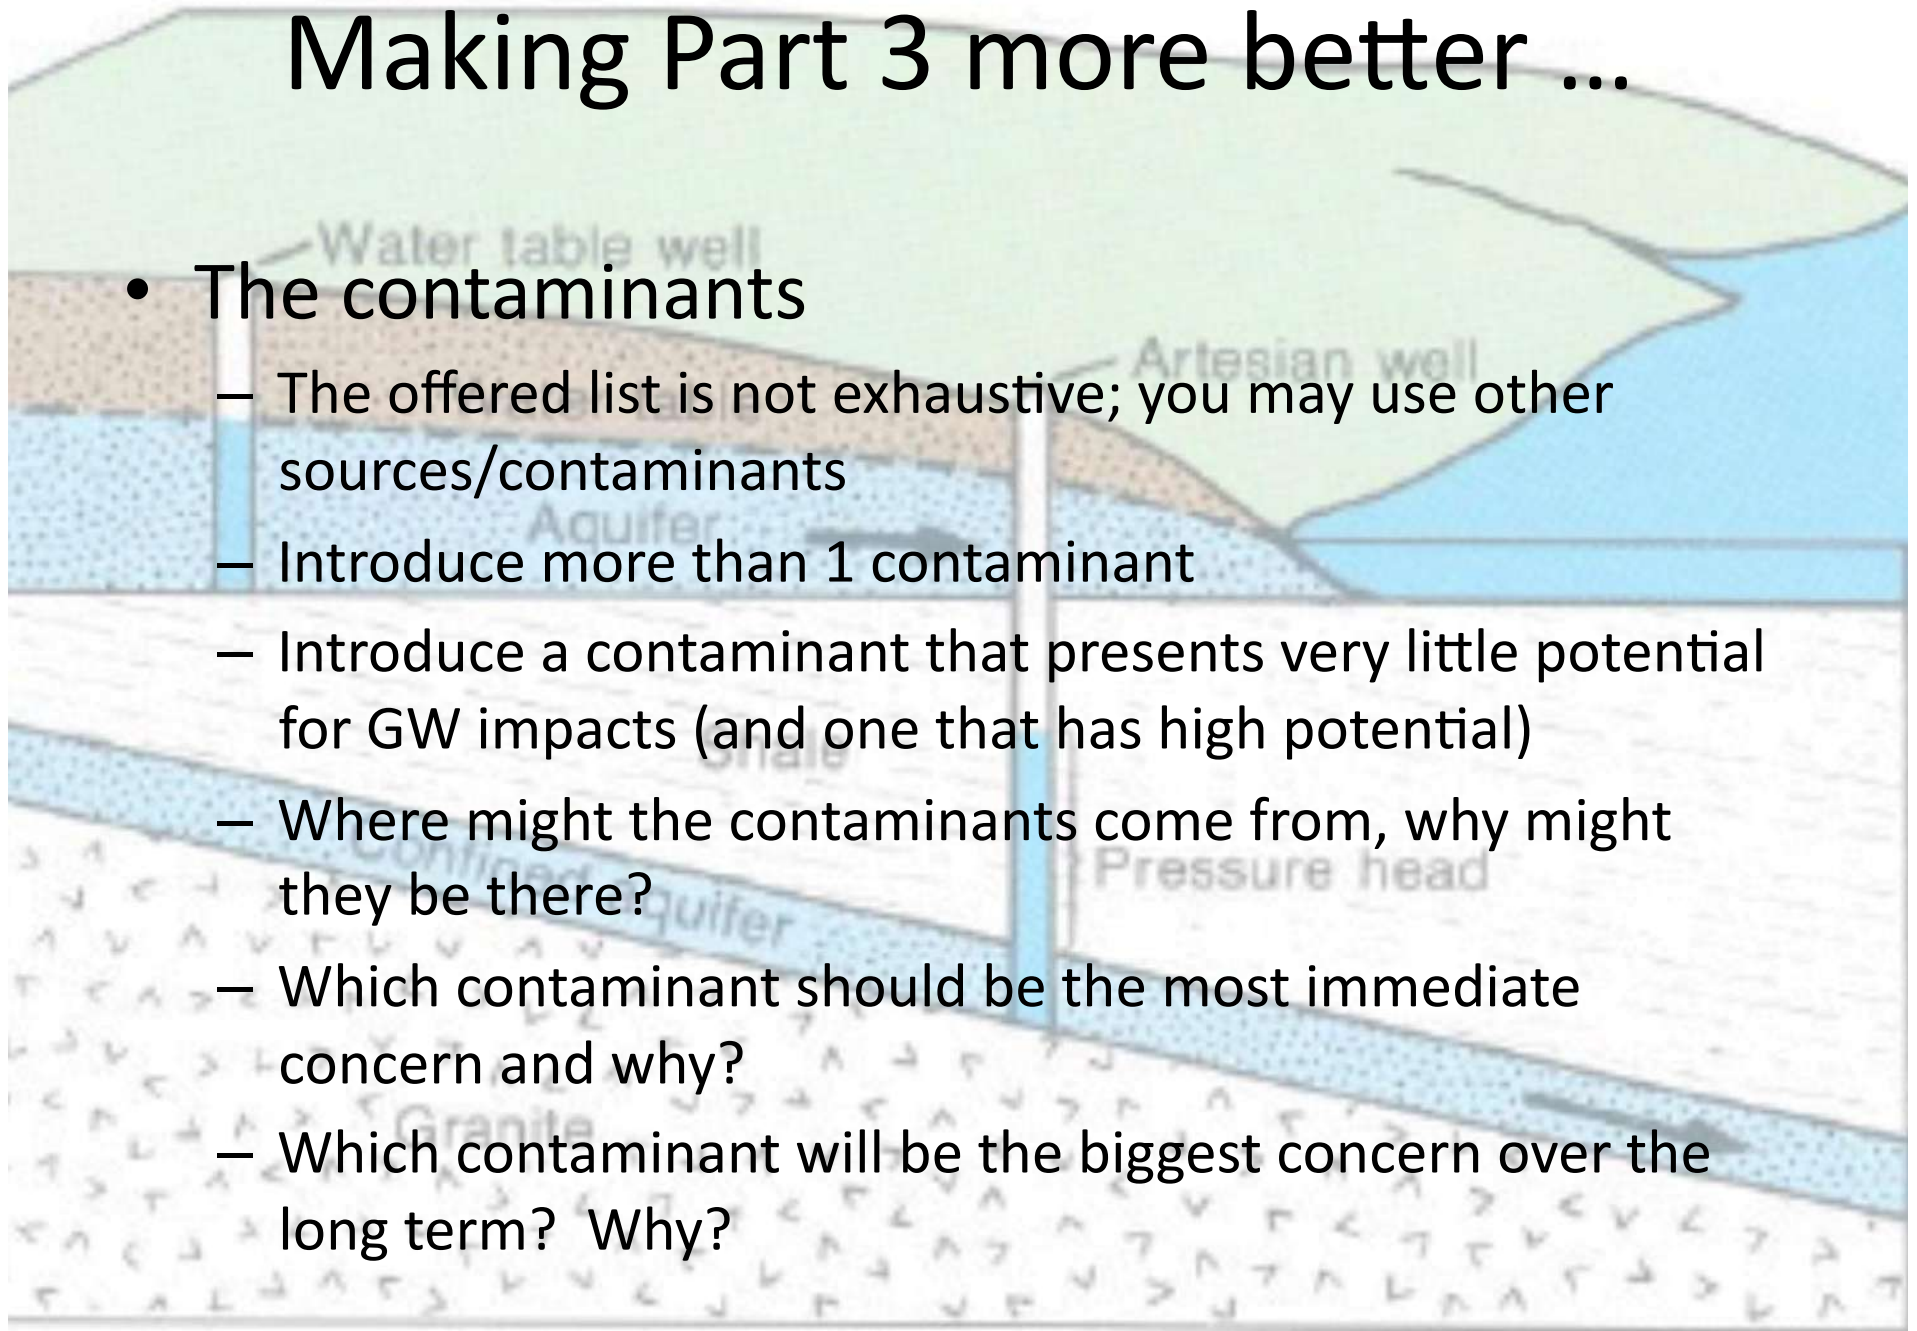 Making Part 3 more better ...
Water table well
• The contaminants
Artesian well
– The offered list is not exhaustive; you may use other
sources/contaminants
Aquifer
– Introduce more than 1 contaminant
– Introduce a contaminant that presents very little potential
for GW impacts (and one that has high potential)
Shale
– Where might the contaminants come from, why might
Confined aquifer
Pressure head
they be there?
– Which contaminant should be the most immediate
concern and why?
Granite
– Which contaminant will be the biggest concern over the
long term?  Why?